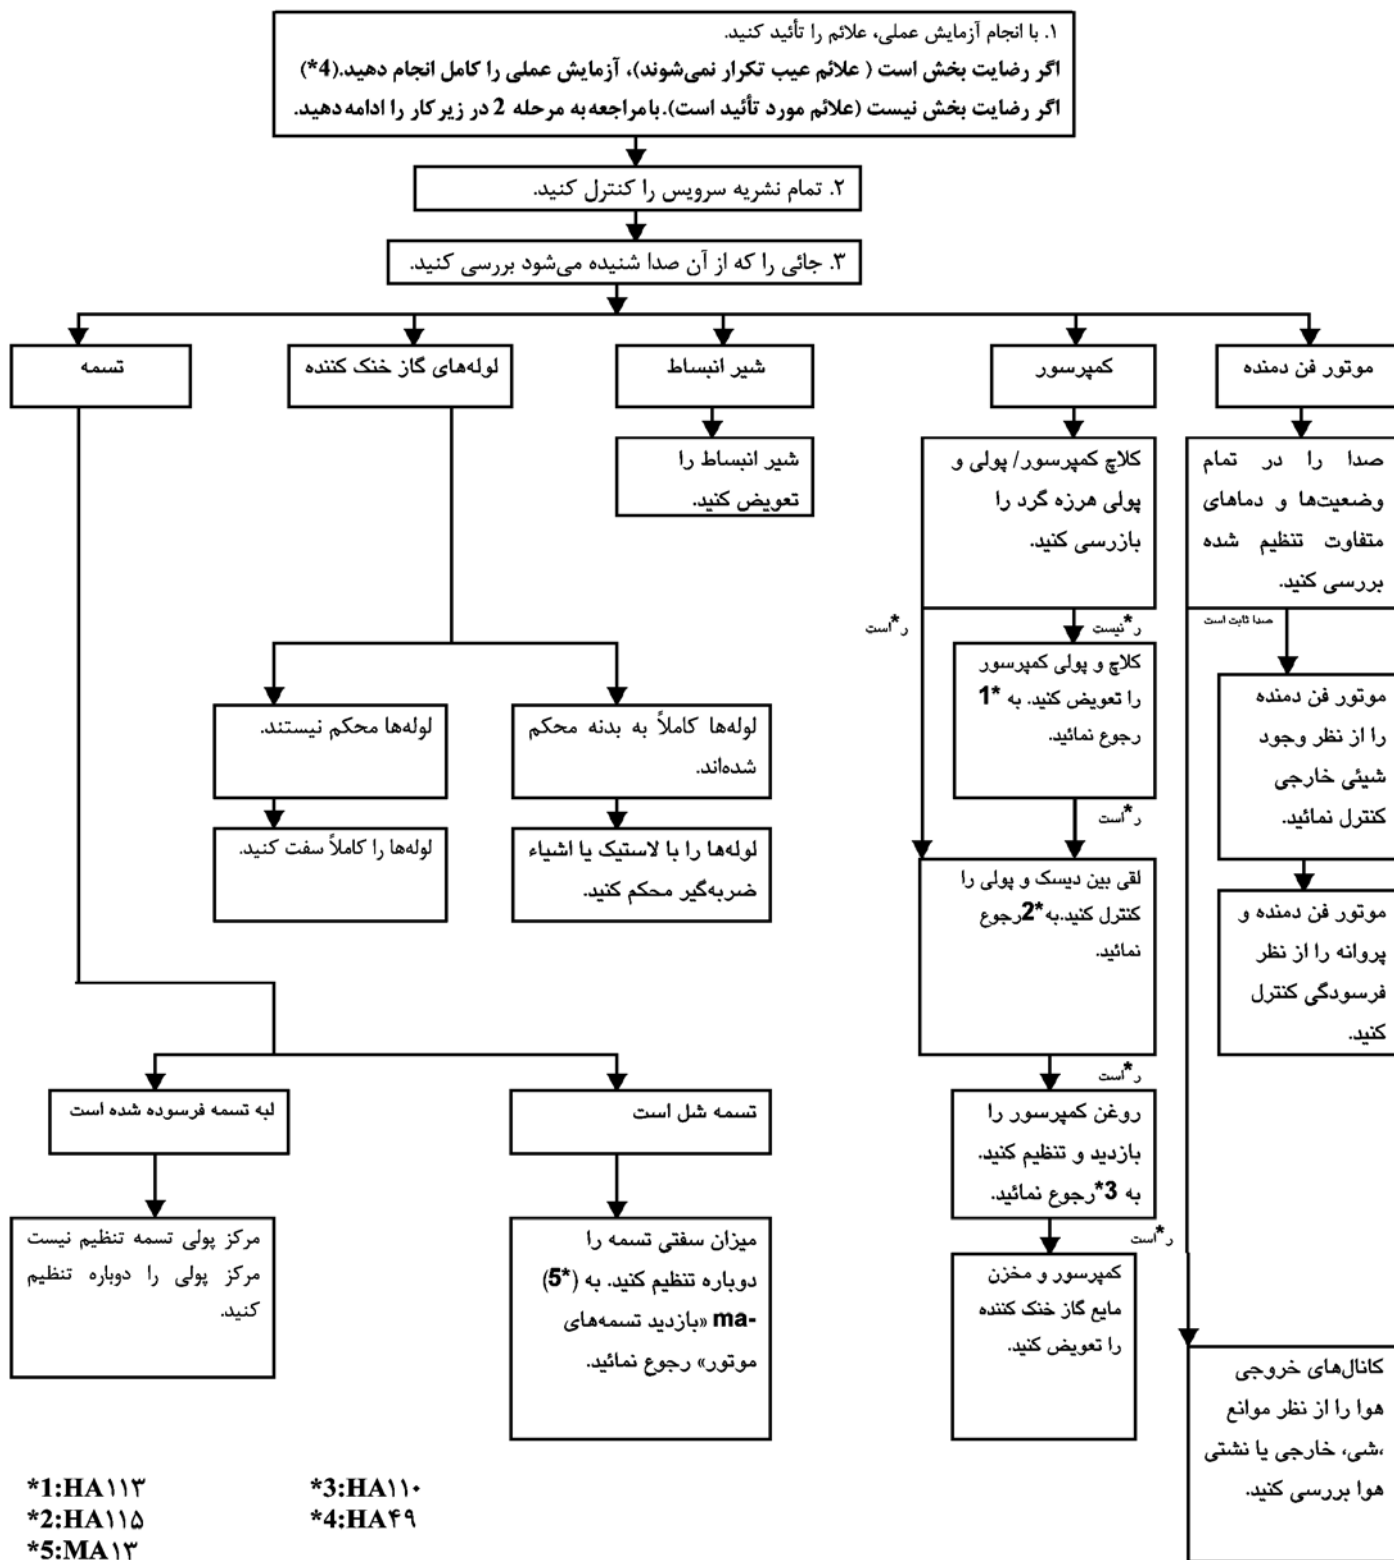 ۱. با انجام آزمایش عملی، علائم را تأئید کنید.
اگر رضایت بخش است ( علائم عیب تکرار نمی‌شوند)، آزمایش عملی را کامل انجام دهید.(4*)
اگر رضایت بخش نیست (علائم مورد تأئید است).بامراجعه به مرحله 2 در زیر کار را ادامه دهید.
۲. تمام نشریه سرویس را کنترل کنید.
۳. جائی را که از آن صدا شنیده می‌شود بررسی کنید.
موتور فن دمنده
کمپرسور
شیر انبساط
لوله‌های گاز خنک کننده
تسمه
صدا را در تمام
وضعیت‌ها و دماهای
متفاوت تنظیم شده
بررسی کنید.
صدا ثابت است
موتور فن دمنده
را از نظر وجود
شیئی خارجی
کنترل نمائید.
موتور فن دمنده و
پروانه را از نظر
فرسودگی کنترل
کنید.
کانال‌های خروجی
هوا را از نظر موانع
،شی، خارجی یا نشتی
هوا بررسی کنید.
کلاچ کمپرسور/ پولی و
پولی هرزه گرد را
بازرسی کنید.
ر*نیست
ر*است
کلاچ و پولی کمپرسور
را تعویض کنید. به *1
رجوع نمائید.
ر*است
لقی بین دیسک و پولی را
کنترل کنید.به*2رجوع
نمائید.
ر*است
روغن کمپرسور را
بازدید و تنظیم کنید.
به 3*رجوع نمائید.
ر*است
کمپرسور و مخزن
مایع گاز خنک کننده
را تعویض کنید.
شیر انبساط را
تعویض کنید.
لوله‌ها کاملاً به بدنه محکم
شده‌اند.
لوله‌ها را با لاستیک یا اشیاء
ضربه‌گیر محکم کنید.
لوله‌ها محکم نیستند.
لوله‌ها را کاملاً سفت کنید.
تسمه شل است
میزان سفتی تسمه را
دوباره تنظیم کنید. به (*5)
ma- «بازدید تسمه‌های
موتور» رجوع نمائید.
لبه تسمه فرسوده شده است
مرکز پولی تسمه تنظیم نیست
مرکز پولی را دوباره تنظیم
کنید.
*1:HA۱۱۳
*2:HA۱۱۵
*5:MA۱۳
*3:HA۱۱۰
*4:HA۴۹